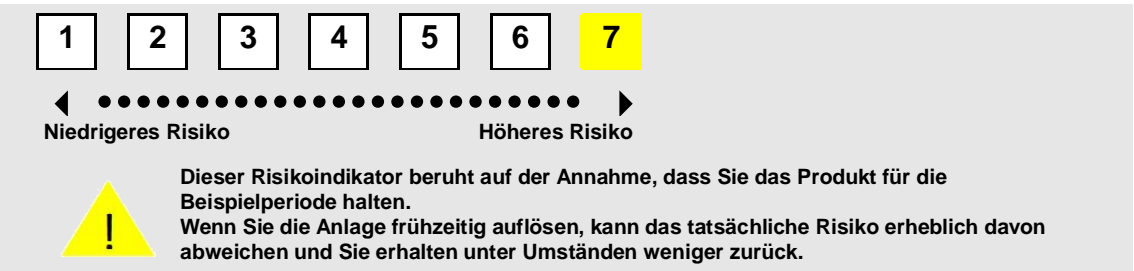 1 2 3 4 5 6 7
Niedrigeres Risiko Höheres Risiko
Dieser Risikoindikator beruht auf der Annahme, dass Sie das Produkt für die
Beispielperiode halten.
Wenn Sie die Anlage frühzeitig auflösen, kann das tatsächliche Risiko erheblich davon
abweichen und Sie erhalten unter Umständen weniger zurück.
!